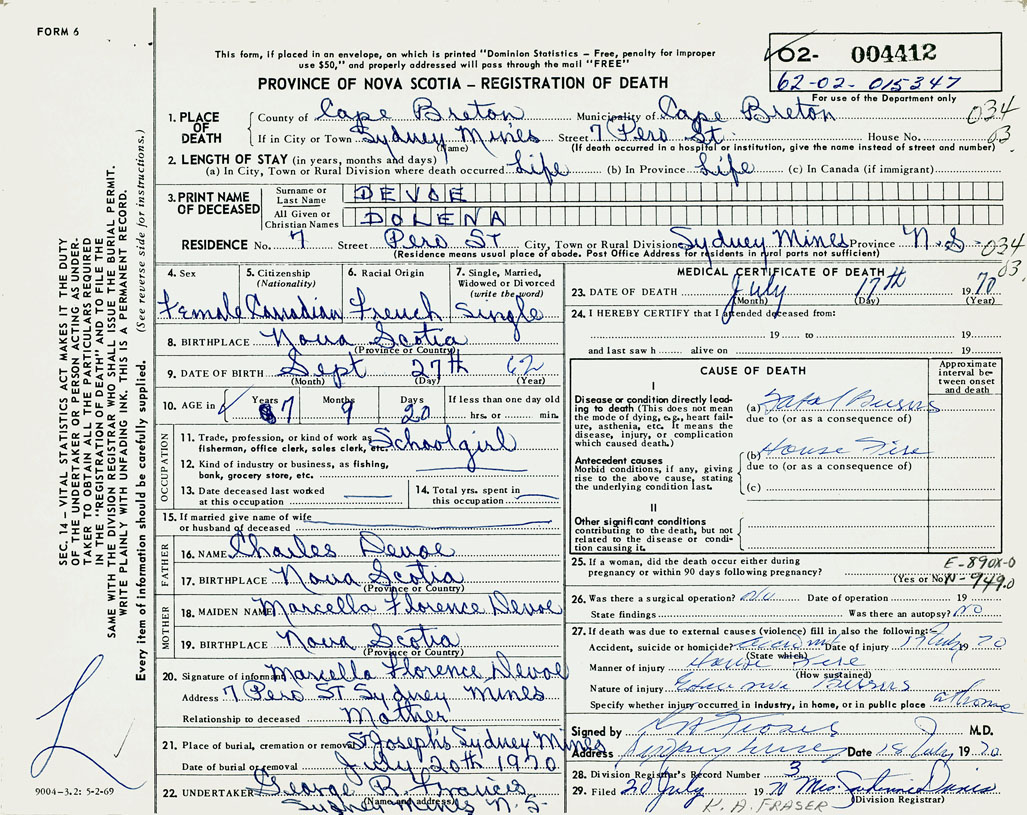 FORM 6
This form, if placed in an envelope, on which is printed "Dominion Statistics – Free, penalty for improper
use $50," and properly addressed will pass through the mail "FREE"
PROVINCE OF NOVA SCOTIA – REGISTRATION OF DEATH
02- 004412
62-02-015347
For use of the Department only
034
03.
1. PLACE OF DEATH
County of Cape Breton Municipality of Cape Breton
If in City or Town Sydney Mines Street 7 Pero St. House No.
(Name) (If death occurred in a hospital or institution, give the name instead of street and number)
2. LENGTH OF STAY (in years, months and days)
(a) In City, Town or Rural Division where death occurred Life (b) In Province Life (c) In Canada (if immigrant)
3. PRINT NAME OF DECEASED
Surname or Last Name DEVOE
All Given or Christian Names DOLENA
RESIDENCE No. 7 Street Pero St City, Town or Rural Division Sydney Mines Province N.S. 034
(Residence means usual place of abode. Post Office Address for residents in rural parts not sufficient)
03.
4. Sex
Female
5. Citizenship (Nationality)
Canadian
6. Racial Origin
French
7. Single, Married, Widowed or Divorced (write the word)
Single
8. BIRTHPLACE Nova Scotia
(Province or Country)
9. DATE OF BIRTH Sept 27th 62
(Month) (Day) (Year)
10. AGE in Years Months Days If less than one day old
7 9 20 hrs. or min.
OCCUPATION
11. Trade, profession, or kind of work as fisherman, office clerk, sales clerk, etc. Schoolgirl
12. Kind of industry or business, as fishing, bank, grocery store, etc.
13. Date deceased last worked at this occupation
14. Total yrs. spent in this occupation
15. If married give name of wife or husband of deceased
FATHER
16. NAME Charles Devoe
17. BIRTHPLACE Nova Scotia
(Province or Country)
MOTHER
18. MAIDEN NAME Marcella Florence Devoe
19. BIRTHPLACE Nova Scotia
(Province or Country)
20. Signature of informant Marcella Florence Devoe
Address 7 Pero St Sydney Mines
Relationship to deceased Mother
21. Place of burial, cremation or removal St Joseph's Sydney Mines
Date of burial or removal July 20th 1970
22. UNDERTAKER George R. Francis
(Name and address)
Sydney Mines N.S.
MEDICAL CERTIFICATE OF DEATH
23. DATE OF DEATH July 17th 1970
(Month) (Day) (Year)
24. I HEREBY CERTIFY that I attended deceased from:
19 to 19
and last saw h alive on 19
CAUSE OF DEATH
Approximate interval between onset and death
I
Disease or condition directly leading to death (This does not mean the mode of dying, e.g., heart failure, asthenia, etc. It means the disease, injury, or complication which caused death.)
(a) Fatal Burns
due to (or as a consequence of)
Antecedent causes
Morbid conditions, if any, giving rise to the above cause, stating the underlying condition last.
(b) House Fire
due to (or as a consequence of)
(c)
II
Other significant conditions contributing to the death, but not related to the disease or condition causing it.
25. If a woman, did the death occur either during pregnancy or within 90 days following pregnancy?
(Yes or No)
E-890X-0
N-949.0
26. Was there a surgical operation? No Date of operation 19
State findings Was there an autopsy? No
27. If death was due to external causes (violence) fill in also the following:
Accident, suicide or homicide? accident Date of injury 17 July 1970
(State which)
Manner of injury House Fire
(How sustained)
Nature of injury Burns
Specify whether injury occurred in industry, in home, or in public place at home
Signed by M.D.
Address Date 18 July 1970.
28. Division Registrar's Record Number 3
29. Filed 20 July 1970 Mrs. Davis
(Division Registrar)
K. A. FRASER
SEC. 14 – VITAL STATISTICS ACT MAKES IT THE DUTY
OF THE UNDERTAKER OR PERSON ACTING AS UNDER-
TAKER TO OBTAIN ALL THE PARTICULARS REQUIRED
IN THE "REGISTRATION OF DEATH" AND TO FILE THE
SAME WITH THE DIVISION REGISTRAR WHO SHALL ISSUE THE BURIAL PERMIT.
WRITE PLAINLY WITH UNFADING INK. THIS IS A PERMANENT RECORD.
Every item of information should be carefully supplied. (See reverse side for instructions.)
9004-3.2: 5-2-69